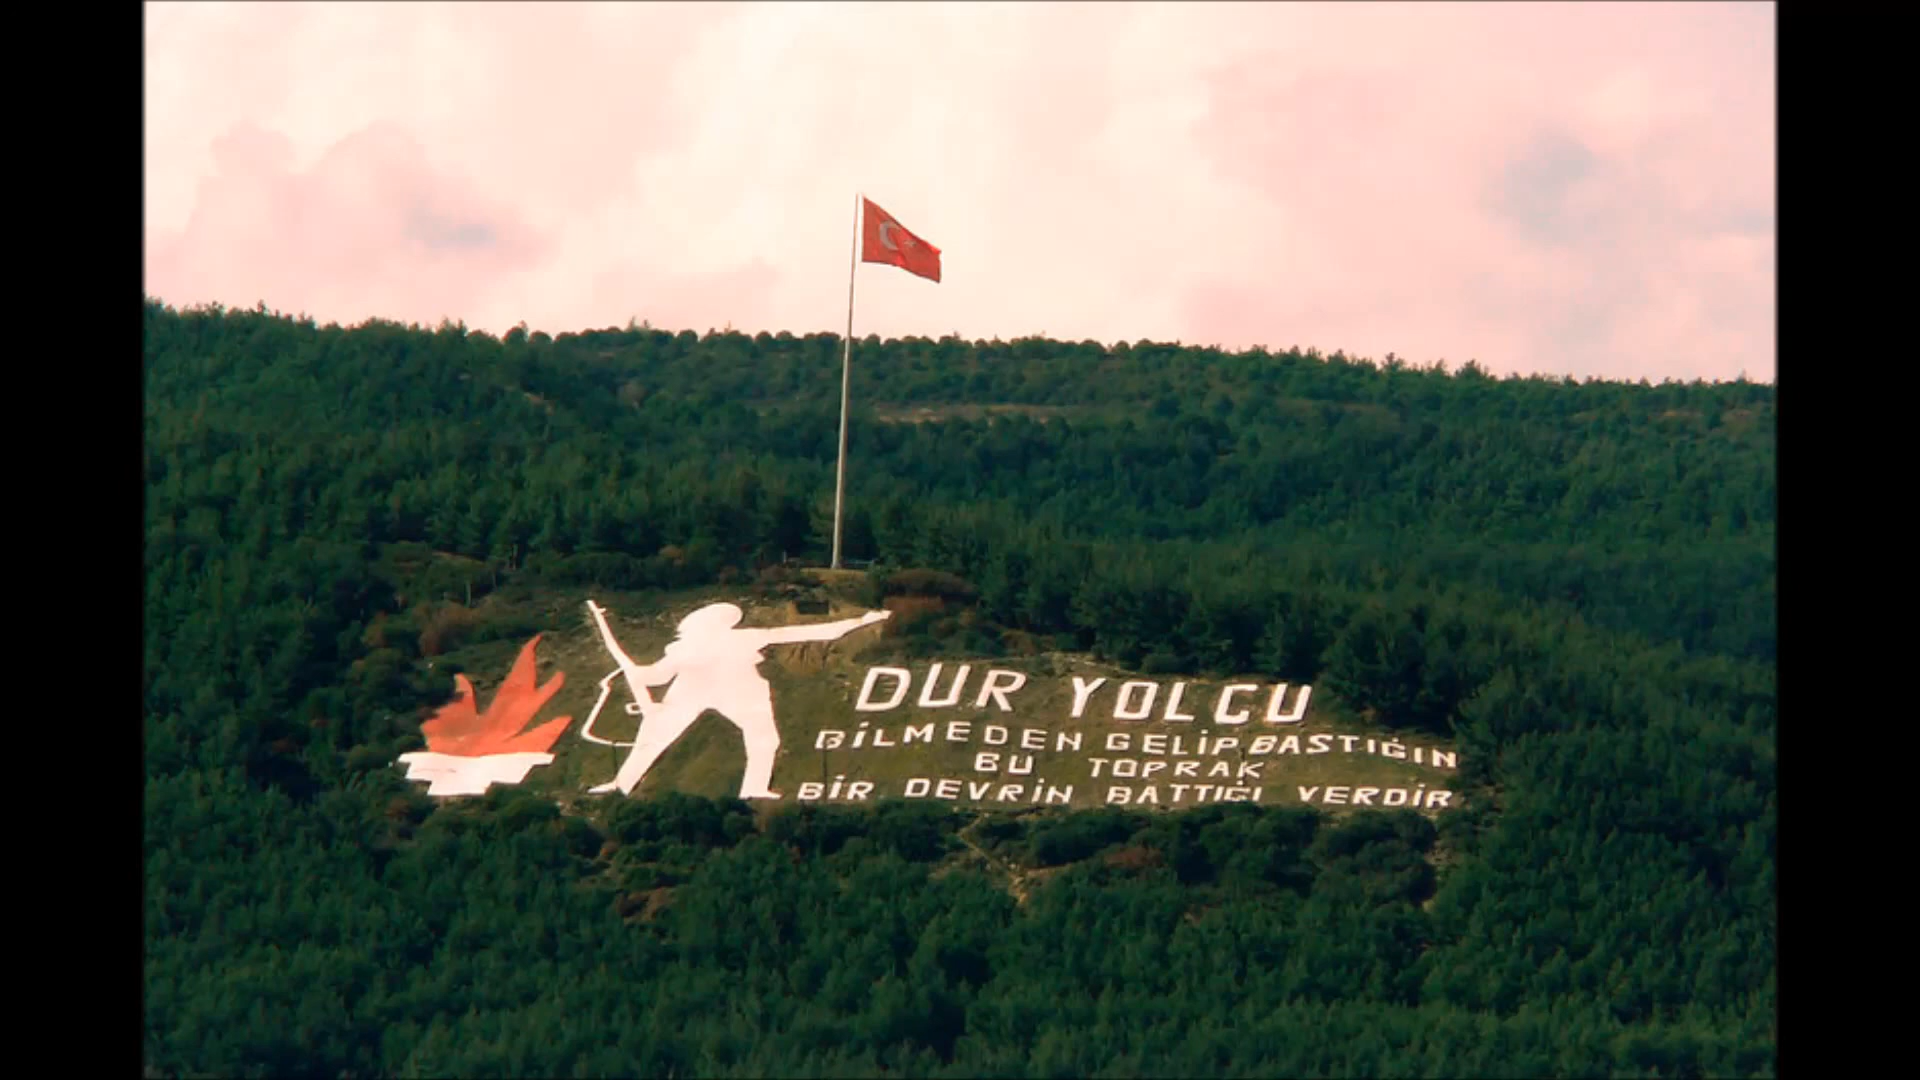 DUR YOLCU
BİLMEDEN GELİP BASTIĞIN
BU TOPRAK
BİR DEVRİN BATTIĞI YERDİR